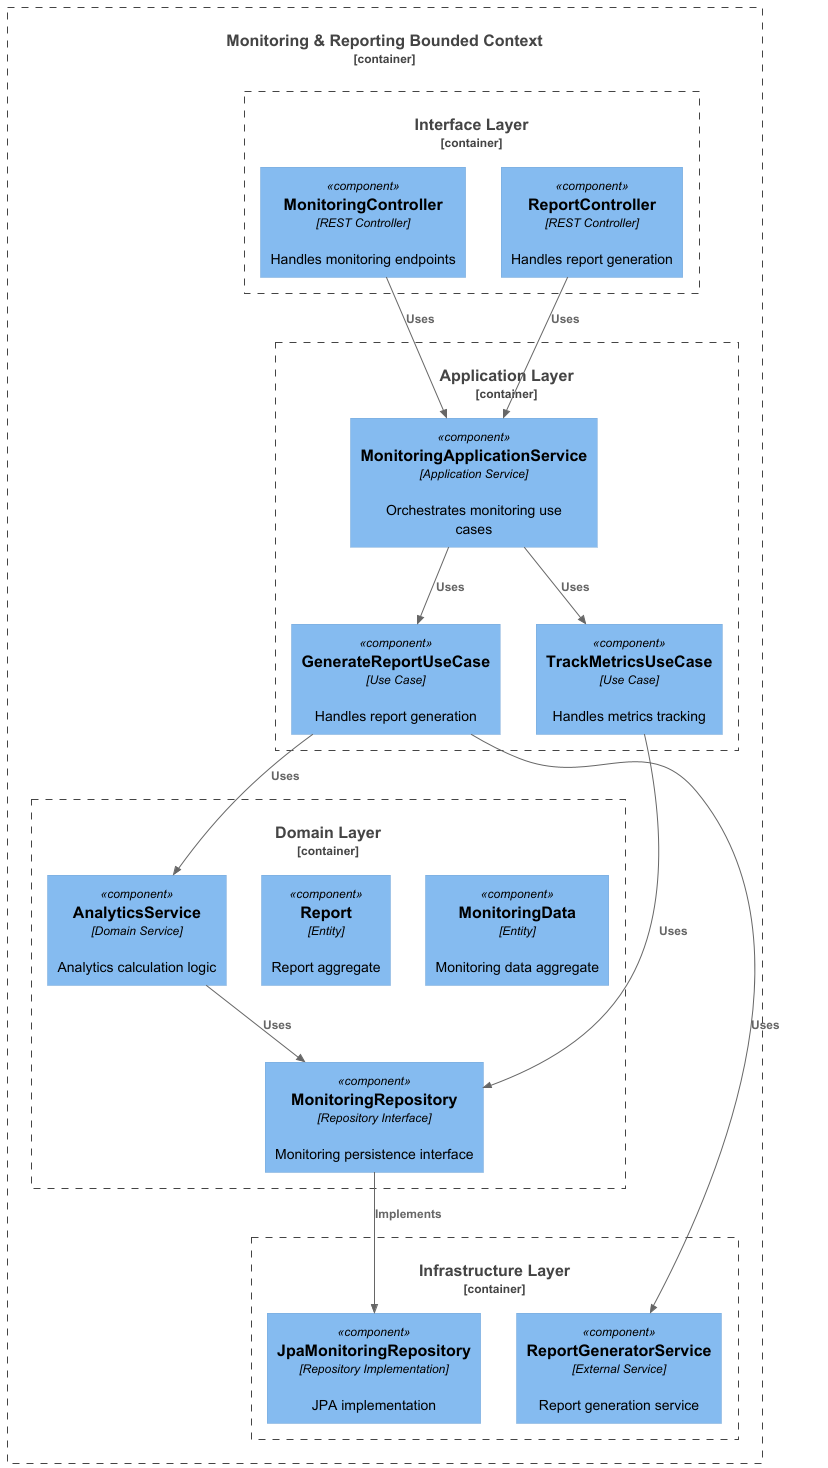 Monitoring & Reporting Bounded Context
[container]
Interface Layer
[container]
«component»
MonitoringController
[REST Controller]
Handles monitoring endpoints
«component»
ReportController
[REST Controller]
Handles report generation
Uses
Uses
Application Layer
[container]
«component»
MonitoringApplicationService
[Application Service]
Orchestrates monitoring use
cases
Uses
Uses
«component»
GenerateReportUseCase
[Use Case]
Handles report generation
«component»
TrackMetricsUseCase
[Use Case]
Handles metrics tracking
Uses
Domain Layer
[container]
«component»
AnalyticsService
[Domain Service]
Analytics calculation logic
«component»
Report
[Entity]
Report aggregate
«component»
MonitoringData
[Entity]
Monitoring data aggregate
Uses
Uses
Uses
«component»
MonitoringRepository
[Repository Interface]
Monitoring persistence interface
Implements
Infrastructure Layer
[container]
«component»
JpaMonitoringRepository
[Repository Implementation]
JPA implementation
«component»
ReportGeneratorService
[External Service]
Report generation service